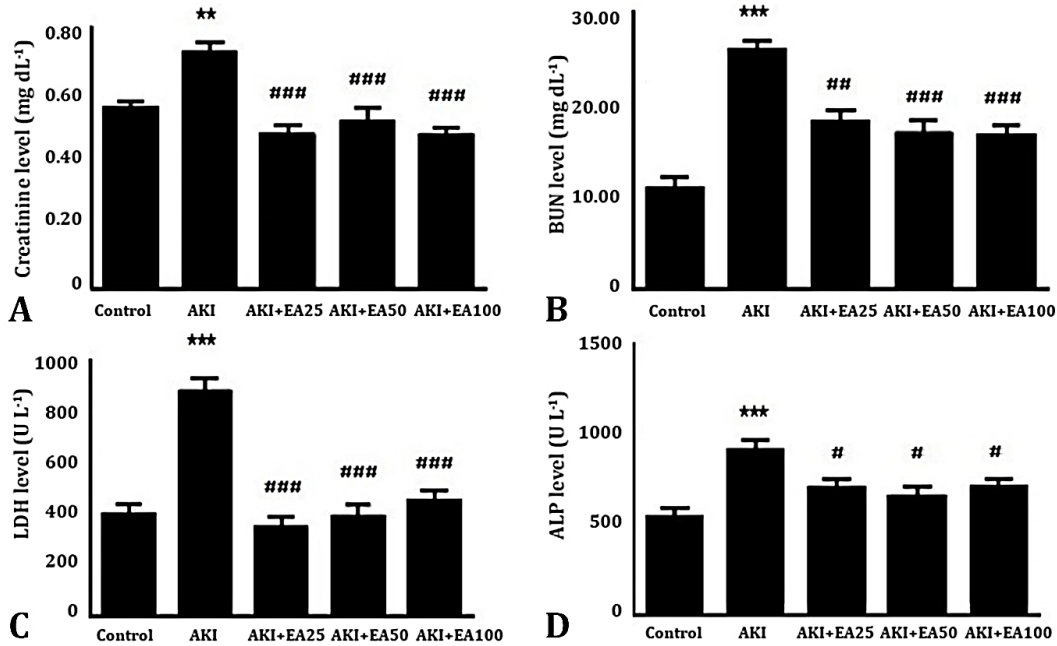 **
0.80
###
###
###
0.60
0.40
0.20
0
Creatinine level (mg dL-1)
A
Control AKI AKI+EA25 AKI+EA50 AKI+EA100
***
30.00
##
###
###
20.00
10.00
0.00
BUN level (mg dL-1)
B
Control AKI AKI+EA25 AKI+EA50 AKI+EA100
***
1000
800
600
###
###
###
400
200
0
LDH level (U L-1)
C
Control AKI AKI+EA25 AKI+EA50 AKI+EA100
1500
***
1000
#
#
#
500
0
ALP level (U L-1)
D
Control AKI AKI+EA25 AKI+EA50 AKI+EA100